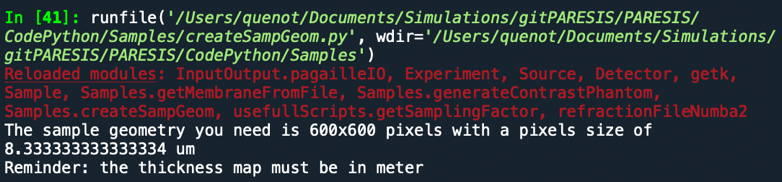 In [41]: runfile('/Users/quenot/Documents/Simulations/gitPARESIS/PARESIS/
CodePython/Samples/createSampGeom.py', wdir='/Users/quenot/Documents/Simulations/
gitPARESIS/PARESIS/CodePython/Samples')
Reloaded modules: InputOutput.pagailleIO, Experiment, Source, Detector, getk,
Sample, Samples.getMembraneFromFile, Samples.generateContrastPhantom,
Samples.createSampGeom, usefullScripts.getSamplingFactor, refractionFileNumba2
The sample geometry you need is 600x600 pixels with a pixels size of
8.333333333333334 um
Reminder: the thickness map must be in meter